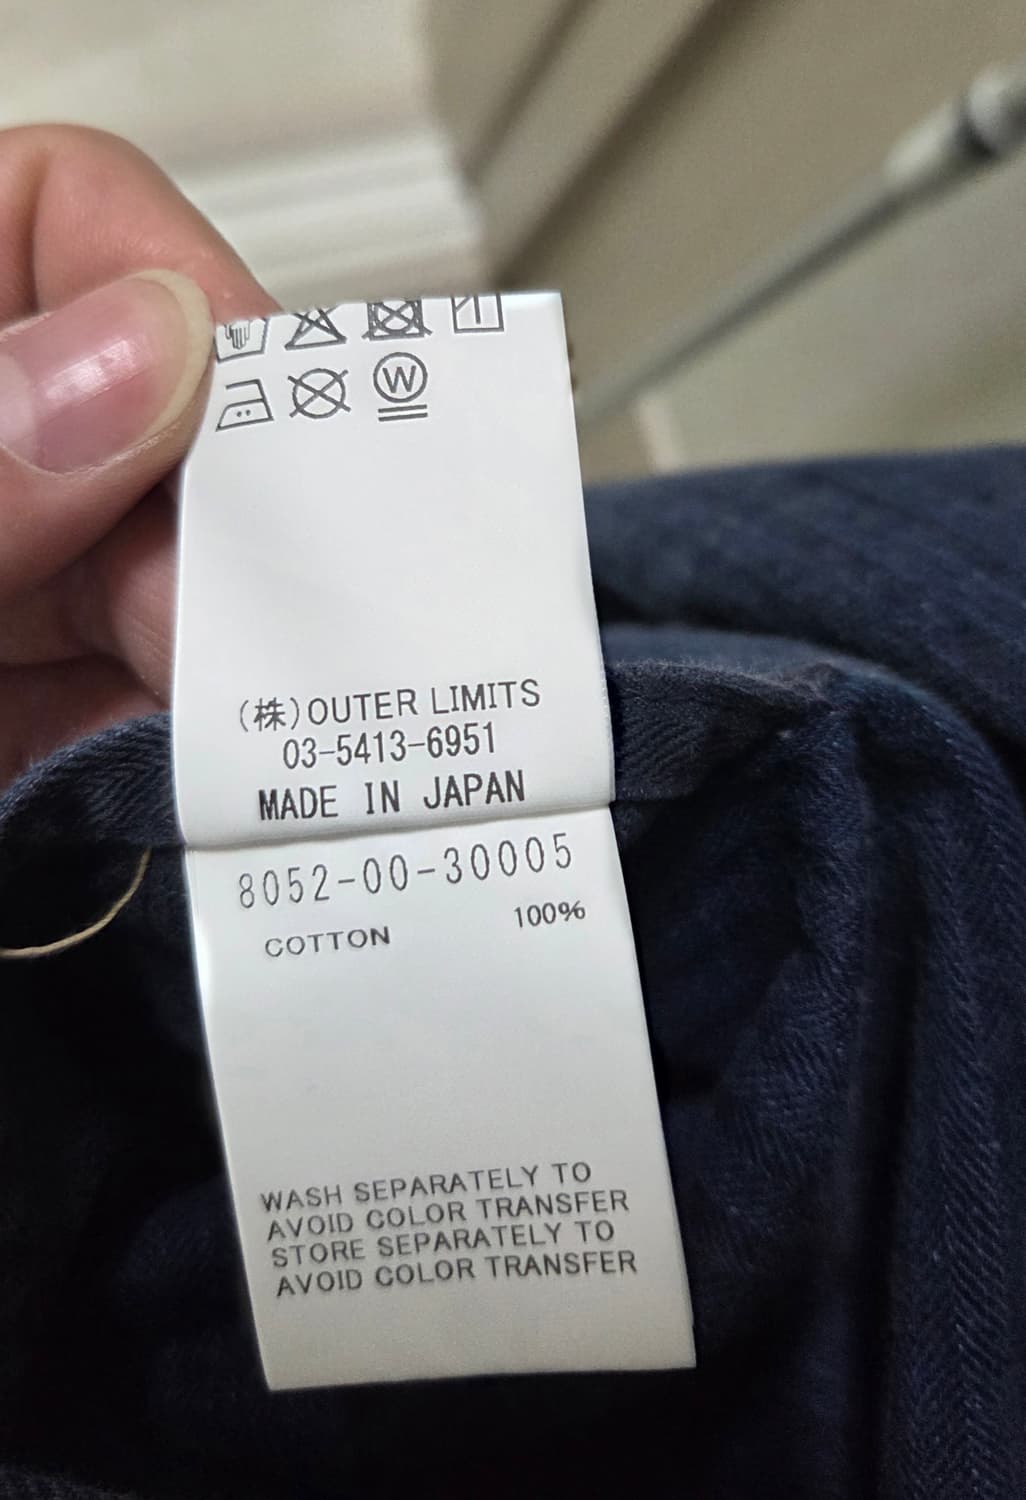 W
(株)OUTER LIMITS
03-5413-6951
MADE IN JAPAN
8052-00-30005
COTTON 100%
WASH SEPARATELY TO
AVOID COLOR TRANSFER
STORE SEPARATELY TO
AVOID COLOR TRANSFER